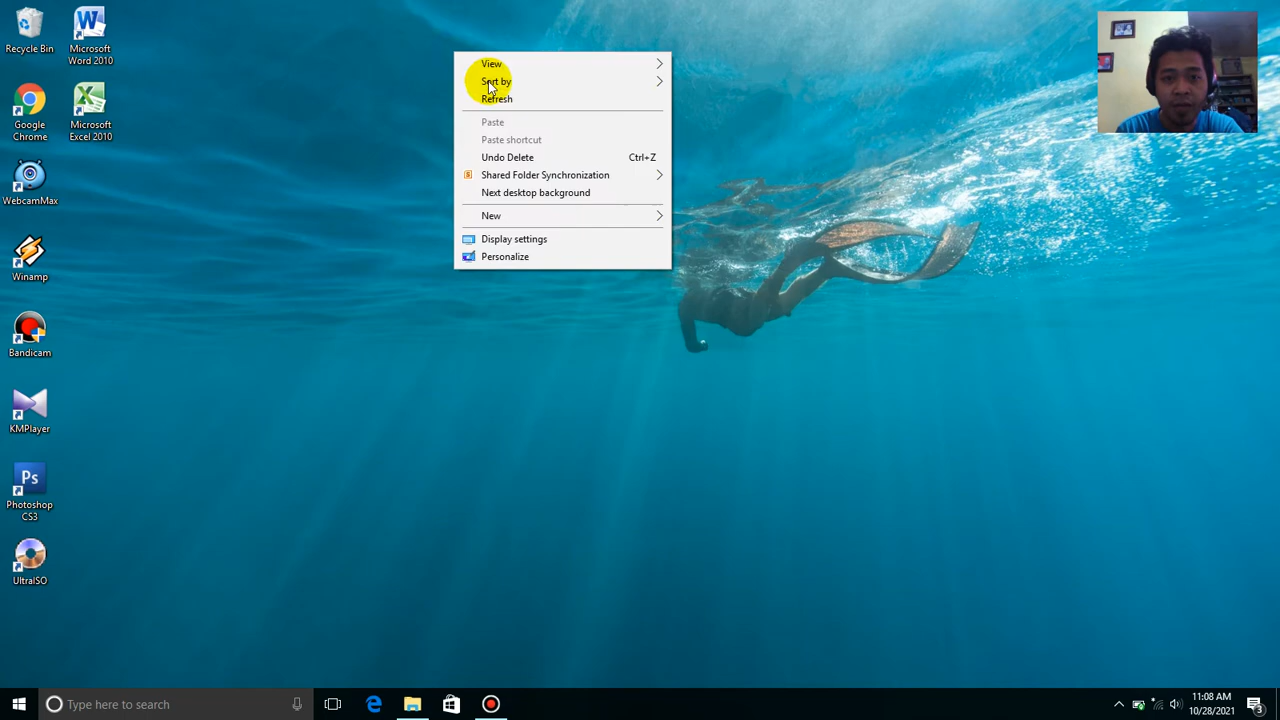 Recycle Bin
Microsoft
Word 2010
Google
Chrome
Microsoft
Excel 2010
WebcamMax
Winamp
Bandicam
KMPlayer
Ps
Photoshop
CS3
UltraISO
View
Sort by
Refresh
Paste
Paste shortcut
Undo Delete Ctrl+Z
Shared Folder Synchronization
Next desktop background
New
Display settings
Personalize
Type here to search
11:08 AM
10/28/2021
3